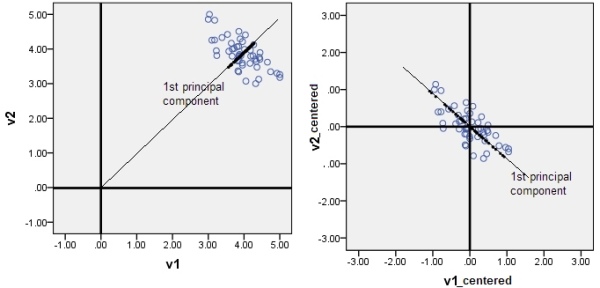 5.00
4.00
3.00
2.00
1.00
.00
-1.00
v2
1st principal
component
-1.00 .00 1.00 2.00 3.00 4.00 5.00
v1
3.00
2.00
1.00
.00
-1.00
-2.00
-3.00
v2_centered
1st principal
component
-3.00 -2.00 -1.00 .00 1.00 2.00 3.00
v1_centered